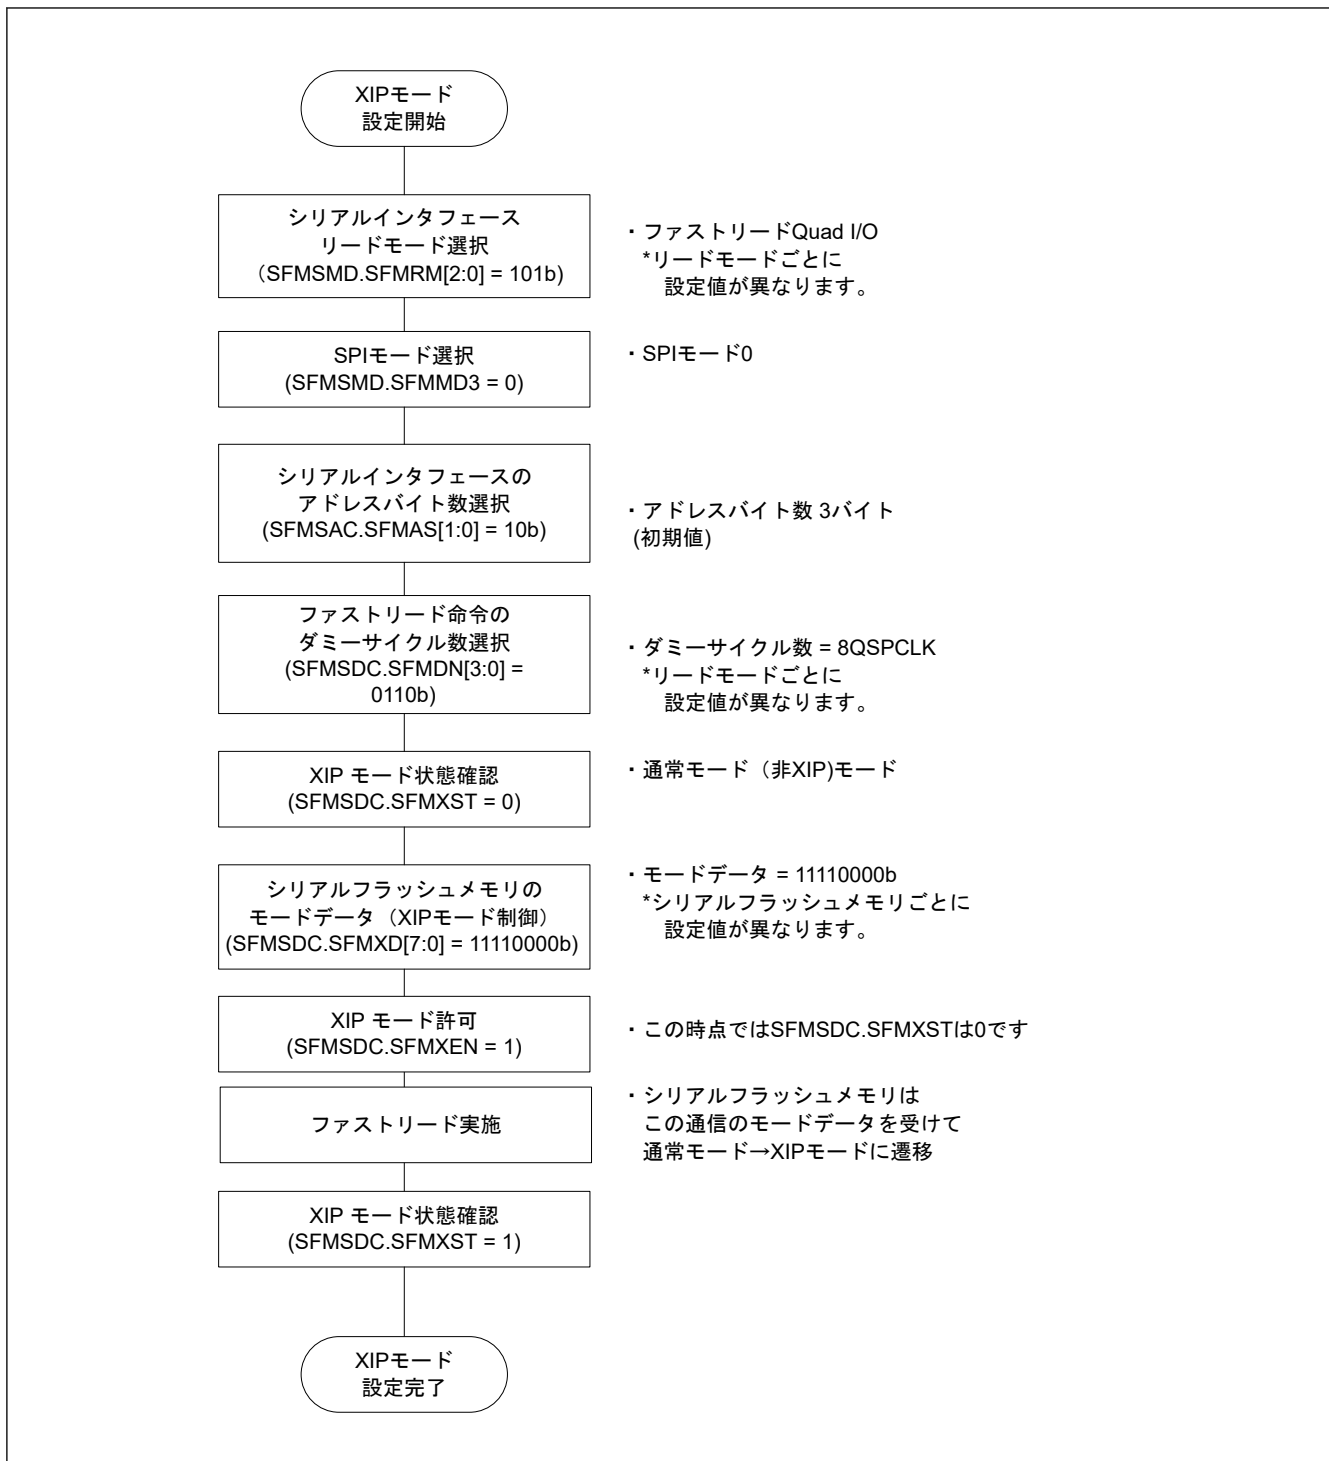 XIPモード
設定開始
シリアルインタフェース
リードモード選択
（SFMSMD.SFMRM[2:0] = 101b)
・ファストリードQuad I/O
*リードモードごとに
設定値が異なります。
SPIモード選択
(SFMSMD.SFMMD3 = 0)
・SPIモード0
シリアルインタフェースの
アドレスバイト数選択
(SFMSAC.SFMAS[1:0] = 10b)
・アドレスバイト数 3バイト
(初期値)
ファストリード命令の
ダミーサイクル数選択
(SFMSDC.SFMDN[3:0] =
0110b)
・ダミーサイクル数 = 8QSPCLK
*リードモードごとに
設定値が異なります。
XIP モード状態確認
(SFMSDC.SFMXST = 0)
・通常モード（非XIP)モード
シリアルフラッシュメモリの
モードデータ（XIPモード制御）
(SFMSDC.SFMXD[7:0] = 11110000b)
・モードデータ = 11110000b
*シリアルフラッシュメモリごとに
設定値が異なります。
XIP モード許可
(SFMSDC.SFMXEN = 1)
・この時点ではSFMSDC.SFMXSTは0です
ファストリード実施
・シリアルフラッシュメモリは
この通信のモードデータを受けて
通常モード→XIPモードに遷移
XIP モード状態確認
(SFMSDC.SFMXST = 1)
XIPモード
設定完了